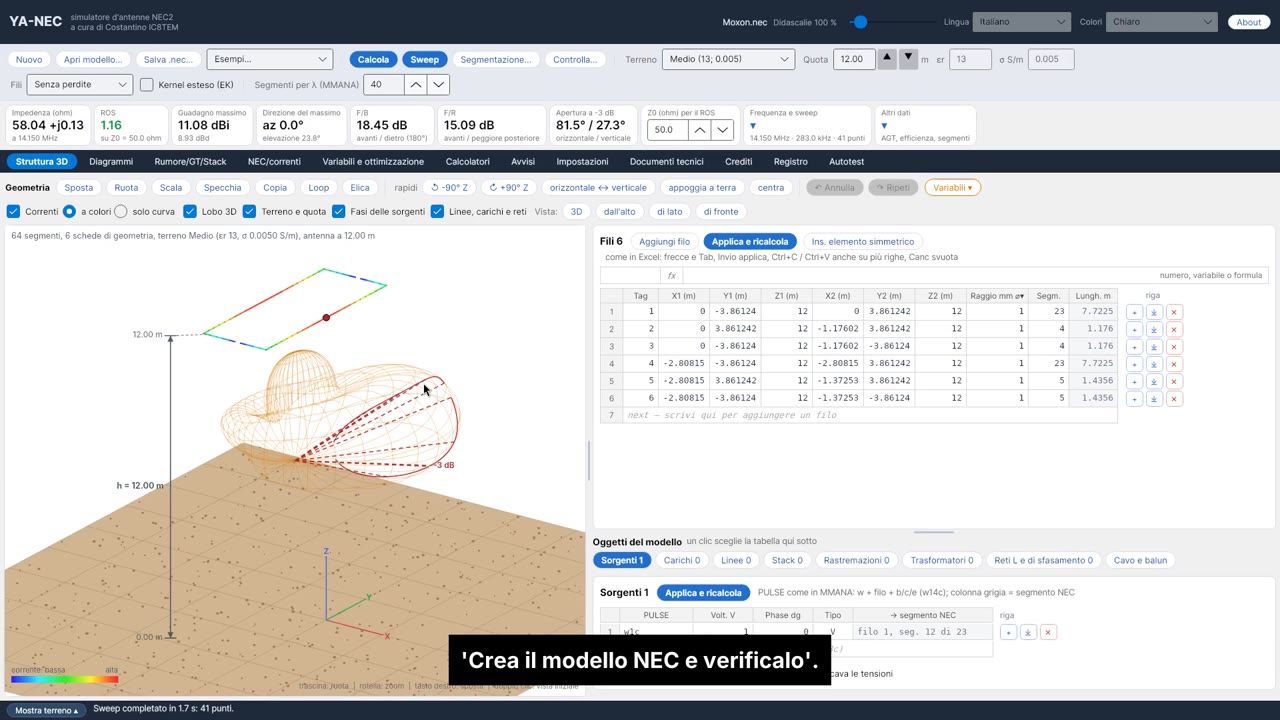 YA-NEC
simulatore d'antenne NEC2
a cura di Costantino IC8TEM
Moxon.nec Didascalie 100 % Lingua Italiano Colori Chiaro About
Nuovo Apri modello... Salva .nec... Esempi... Calcola Sweep Segmentazione... Controlla... Terreno Medio (13; 0.005) Quota 12.00 ▲ ▼ m εr 13 σ S/m 0.005
Fili Senza perdite Kernel esteso (EK) Segmenti per λ (MMANA) 40
Impedenza (ohm) ROS Guadagno massimo Direzione del massimo F/B F/R Apertura a -3 dB Z0 (ohm) per il ROS Frequenza e sweep Altri dati
58.04 +j0.13 1.16 11.08 dBi az 0.0° 18.45 dB 15.09 dB 81.5° / 27.3° 50.0 ▼ ▼
a 14.150 MHz su Z0 = 50.0 ohm 8.93 dBd elevazione 23.6° avanti / dietro (180°) avanti / peggiore posteriore orizzontale / verticale 14.150 MHz · 283.0 kHz · 41 punti AGT, efficienza, segmenti
Struttura 3D Diagrammi Rumore/GT/Stack NEC/correnti Variabili e ottimizzazione Calcolatori Avvisi Impostazioni Documenti tecnici Crediti Registro Autotest
Geometria Sposta Ruota Scala Specchia Copia Loop Elica rapidi ↺ -90° Z ↻ +90° Z orizzontale ↔ verticale appoggia a terra centra ↶ Annulla ↷ Ripeti Variabili ▾
Correnti a colori solo curva Lobo 3D Terreno e quota Fasi delle sorgenti Linee, carichi e reti Vista: 3D dall'alto di lato di fronte
64 segmenti, 6 schede di geometria, terreno Medio (εr 13, σ 0.0050 S/m), antenna a 12.00 m
12.00 m
-3 dB
h = 12.00 m
Z
Y
X
0.00 m
corrente: bassa alta
Fili 6 Aggiungi filo Applica e ricalcola Ins. elemento simmetrico
come in Excel: frecce e Tab, Invio applica, Ctrl+C / Ctrl+V anche su più righe, Canc svuota
fx numero, variabile o formula
Tag X1 (m) Y1 (m) Z1 (m) X2 (m) Y2 (m) Z2 (m) Raggio mm ⌀▾ Segm. Lungh. m riga
1 1 0 -3.86124 12 0 3.861242 12 1 23 7.7225 + ×
2 2 0 3.861242 12 -1.17602 3.861242 12 1 4 1.176 + ×
3 3 0 -3.86124 12 -1.17602 -3.86124 12 1 4 1.176 + ×
4 4 -2.80815 -3.86124 12 -2.80815 3.861242 12 1 23 7.7225 + ×
5 5 -2.80815 3.861242 12 -1.37253 3.861242 12 1 5 1.4356 + ×
6 6 -2.80815 -3.86124 12 -1.37253 -3.86124 12 1 5 1.4356 + ×
7 next — scrivi qui per aggiungere un filo
Oggetti del modello un clic sceglie la tabella qui sotto
Sorgenti 1 Carichi 0 Linee 0 Stack 0 Rastremazioni 0 Trasformatori 0 Reti L e di sfasamento 0 Cavo e balun
Sorgenti 1 Applica e ricalcola PULSE come in MMANA: w + filo + b/c/e (w14c); colonna grigia = segmento NEC
PULSE Volt. V Phase dg Tipo → segmento NEC riga
1 w1c 1 0 V filo 1, seg. 12 di 23 + ×
cava le tensioni
'Crea il modello NEC e verificalo'.
Mostra terreno ▴ Sweep completato in 1.7 s: 41 punti.